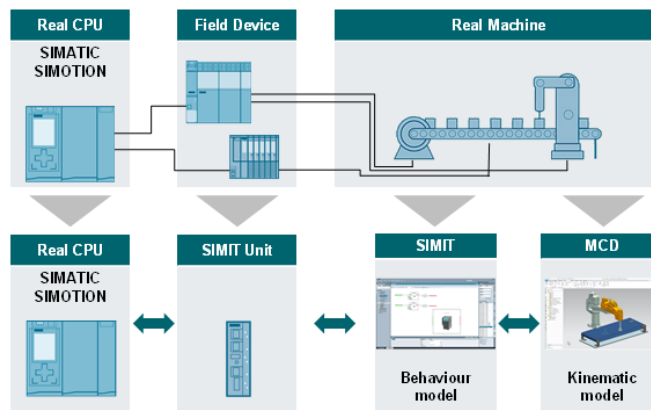 Real CPU
Field Device
Real Machine
SIMATIC
SIMOTION
Real CPU
SIMIT Unit
SIMIT
MCD
SIMATIC
SIMOTION
Behaviour
model
Kinematic
model